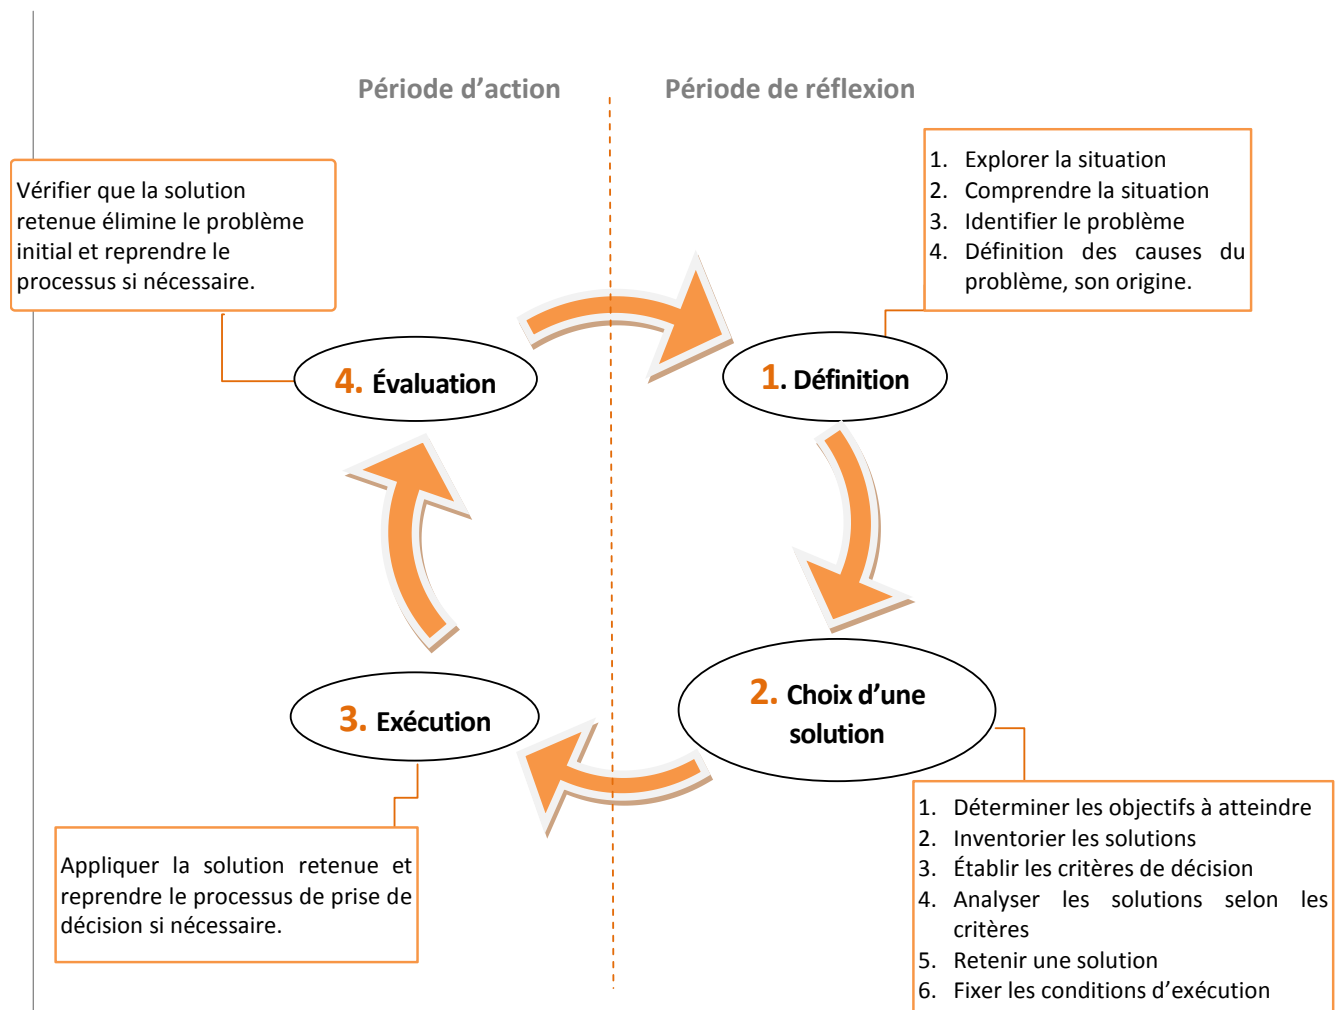 Période d’action
Période de réflexion
1. Explorer la situation
2. Comprendre la situation
3. Identifier le problème
4. Définition des causes du
problème, son origine.
Vérifier que la solution
retenue élimine le problème
initial et reprendre le
processus si nécessaire.
4. Évaluation
1. Définition
3. Exécution
2. Choix d’une
solution
Appliquer la solution retenue et
reprendre le processus de prise de
décision si nécessaire.
1. Déterminer les objectifs à atteindre
2. Inventorier les solutions
3. Établir les critères de décision
4. Analyser les solutions selon les
critères
5. Retenir une solution
6. Fixer les conditions d’exécution